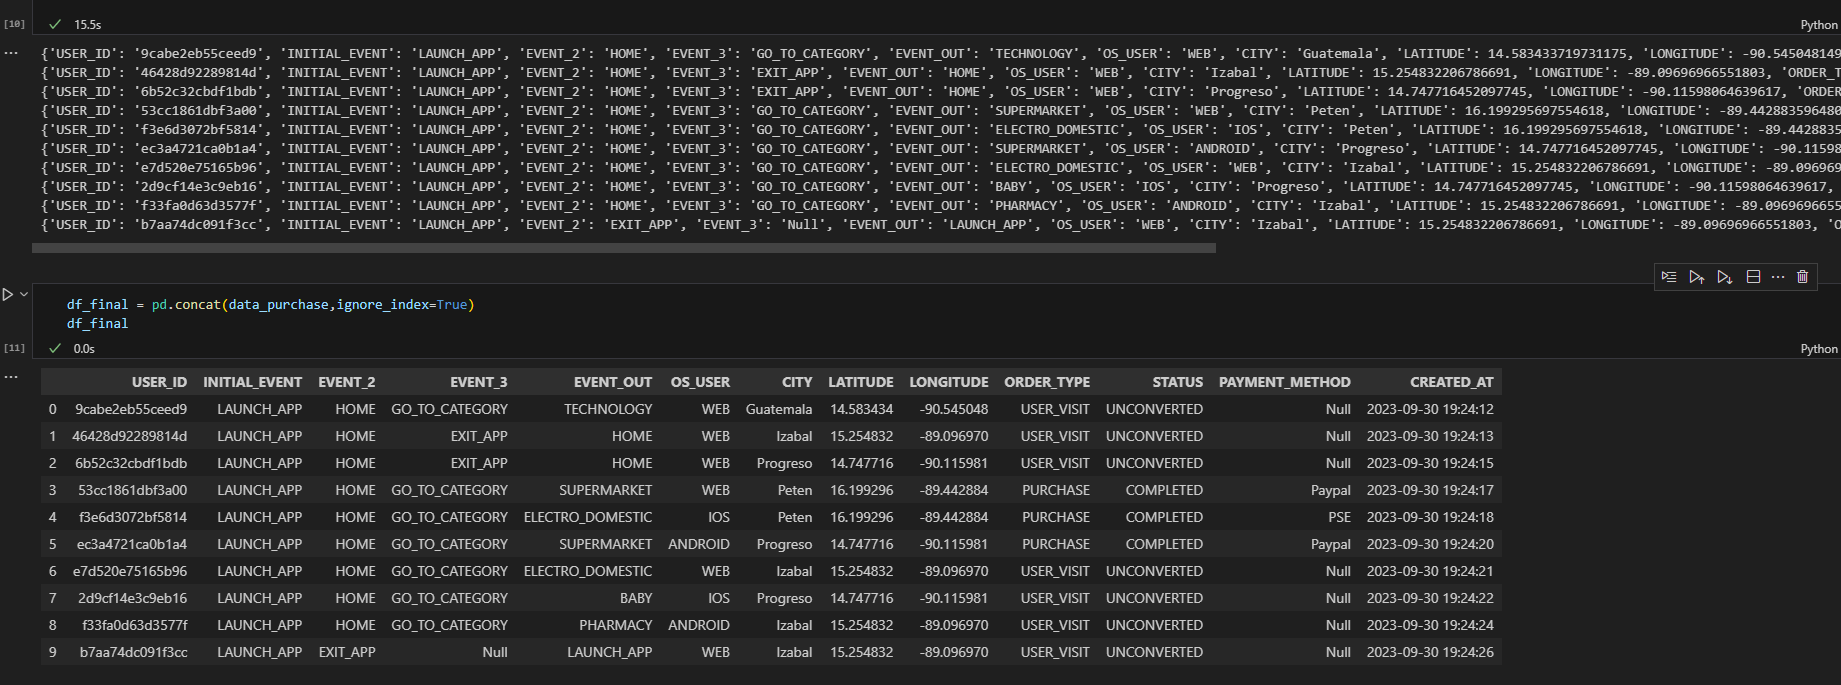 [10] 15.5s Python
...
{'USER_ID': '9cabe2eb55ceed9', 'INITIAL_EVENT': 'LAUNCH_APP', 'EVENT_2': 'HOME', 'EVENT_3': 'GO_TO_CATEGORY', 'EVENT_OUT': 'TECHNOLOGY', 'OS_USER': 'WEB', 'CITY': 'Guatemala', 'LATITUDE': 14.583433719731175, 'LONGITUDE': -90.545048149
{'USER_ID': '46428d92289814d', 'INITIAL_EVENT': 'LAUNCH_APP', 'EVENT_2': 'HOME', 'EVENT_3': 'EXIT_APP', 'EVENT_OUT': 'HOME', 'OS_USER': 'WEB', 'CITY': 'Izabal', 'LATITUDE': 15.254832206786691, 'LONGITUDE': -89.09696966551803, 'ORDER_T
{'USER_ID': '6b52c32cbdf1bdb', 'INITIAL_EVENT': 'LAUNCH_APP', 'EVENT_2': 'HOME', 'EVENT_3': 'EXIT_APP', 'EVENT_OUT': 'HOME', 'OS_USER': 'WEB', 'CITY': 'Progreso', 'LATITUDE': 14.747716452097745, 'LONGITUDE': -90.11598064639617, 'ORDER
{'USER_ID': '53cc1861dbf3a00', 'INITIAL_EVENT': 'LAUNCH_APP', 'EVENT_2': 'HOME', 'EVENT_3': 'GO_TO_CATEGORY', 'EVENT_OUT': 'SUPERMARKET', 'OS_USER': 'WEB', 'CITY': 'Peten', 'LATITUDE': 16.199295697554618, 'LONGITUDE': -89.442883596480
{'USER_ID': 'f3e6d3072bf5814', 'INITIAL_EVENT': 'LAUNCH_APP', 'EVENT_2': 'HOME', 'EVENT_3': 'GO_TO_CATEGORY', 'EVENT_OUT': 'ELECTRO_DOMESTIC', 'OS_USER': 'IOS', 'CITY': 'Peten', 'LATITUDE': 16.199295697554618, 'LONGITUDE': -89.4428835
{'USER_ID': 'ec3a4721ca0b1a4', 'INITIAL_EVENT': 'LAUNCH_APP', 'EVENT_2': 'HOME', 'EVENT_3': 'GO_TO_CATEGORY', 'EVENT_OUT': 'SUPERMARKET', 'OS_USER': 'ANDROID', 'CITY': 'Progreso', 'LATITUDE': 14.747716452097745, 'LONGITUDE': -90.11598
{'USER_ID': 'e7d520e75165b96', 'INITIAL_EVENT': 'LAUNCH_APP', 'EVENT_2': 'HOME', 'EVENT_3': 'GO_TO_CATEGORY', 'EVENT_OUT': 'ELECTRO_DOMESTIC', 'OS_USER': 'WEB', 'CITY': 'Izabal', 'LATITUDE': 15.254832206786691, 'LONGITUDE': -89.09696
{'USER_ID': '2d9cf14e3c9eb16', 'INITIAL_EVENT': 'LAUNCH_APP', 'EVENT_2': 'HOME', 'EVENT_3': 'GO_TO_CATEGORY', 'EVENT_OUT': 'BABY', 'OS_USER': 'IOS', 'CITY': 'Progreso', 'LATITUDE': 14.747716452097745, 'LONGITUDE': -90.11598064639617,
{'USER_ID': 'f33fa0d63d3577f', 'INITIAL_EVENT': 'LAUNCH_APP', 'EVENT_2': 'HOME', 'EVENT_3': 'GO_TO_CATEGORY', 'EVENT_OUT': 'PHARMACY', 'OS_USER': 'ANDROID', 'CITY': 'Izabal', 'LATITUDE': 15.254832206786691, 'LONGITUDE': -89.09696966655
{'USER_ID': 'b7aa74dc091f3cc', 'INITIAL_EVENT': 'LAUNCH_APP', 'EVENT_2': 'EXIT_APP', 'EVENT_3': 'Null', 'EVENT_OUT': 'LAUNCH_APP', 'OS_USER': 'WEB', 'CITY': 'Izabal', 'LATITUDE': 15.254832206786691, 'LONGITUDE': -89.09696966551803, 'O
df_final = pd.concat(data_purchase,ignore_index=True)
df_final
[11] 0.0s Python
...
USER_ID INITIAL_EVENT EVENT_2 EVENT_3 EVENT_OUT OS_USER CITY LATITUDE LONGITUDE ORDER_TYPE STATUS PAYMENT_METHOD CREATED_AT
0 9cabe2eb55ceed9 LAUNCH_APP HOME GO_TO_CATEGORY TECHNOLOGY WEB Guatemala 14.583434 -90.545048 USER_VISIT UNCONVERTED Null 2023-09-30 19:24:12
1 46428d92289814d LAUNCH_APP HOME EXIT_APP HOME WEB Izabal 15.254832 -89.096970 USER_VISIT UNCONVERTED Null 2023-09-30 19:24:13
2 6b52c32cbdf1bdb LAUNCH_APP HOME EXIT_APP HOME WEB Progreso 14.747716 -90.115981 USER_VISIT UNCONVERTED Null 2023-09-30 19:24:15
3 53cc1861dbf3a00 LAUNCH_APP HOME GO_TO_CATEGORY SUPERMARKET WEB Peten 16.199296 -89.442884 PURCHASE COMPLETED Paypal 2023-09-30 19:24:17
4 f3e6d3072bf5814 LAUNCH_APP HOME GO_TO_CATEGORY ELECTRO_DOMESTIC IOS Peten 16.199296 -89.442884 PURCHASE COMPLETED PSE 2023-09-30 19:24:18
5 ec3a4721ca0b1a4 LAUNCH_APP HOME GO_TO_CATEGORY SUPERMARKET ANDROID Progreso 14.747716 -90.115981 PURCHASE COMPLETED Paypal 2023-09-30 19:24:20
6 e7d520e75165b96 LAUNCH_APP HOME GO_TO_CATEGORY ELECTRO_DOMESTIC WEB Izabal 15.254832 -89.096970 USER_VISIT UNCONVERTED Null 2023-09-30 19:24:21
7 2d9cf14e3c9eb16 LAUNCH_APP HOME GO_TO_CATEGORY BABY IOS Progreso 14.747716 -90.115981 USER_VISIT UNCONVERTED Null 2023-09-30 19:24:22
8 f33fa0d63d3577f LAUNCH_APP HOME GO_TO_CATEGORY PHARMACY ANDROID Izabal 15.254832 -89.096970 USER_VISIT UNCONVERTED Null 2023-09-30 19:24:24
9 b7aa74dc091f3cc LAUNCH_APP EXIT_APP Null LAUNCH_APP WEB Izabal 15.254832 -89.096970 USER_VISIT UNCONVERTED Null 2023-09-30 19:24:26